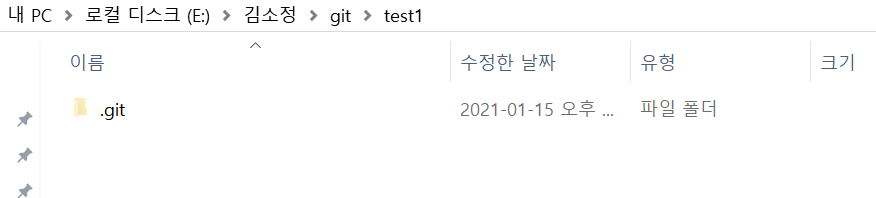 내 PC > 로컬 디스크 (E:) > 김소정 > git > test1
이름 수정한 날짜 유형 크기
.git 2021-01-15 오후 ... 파일 폴더